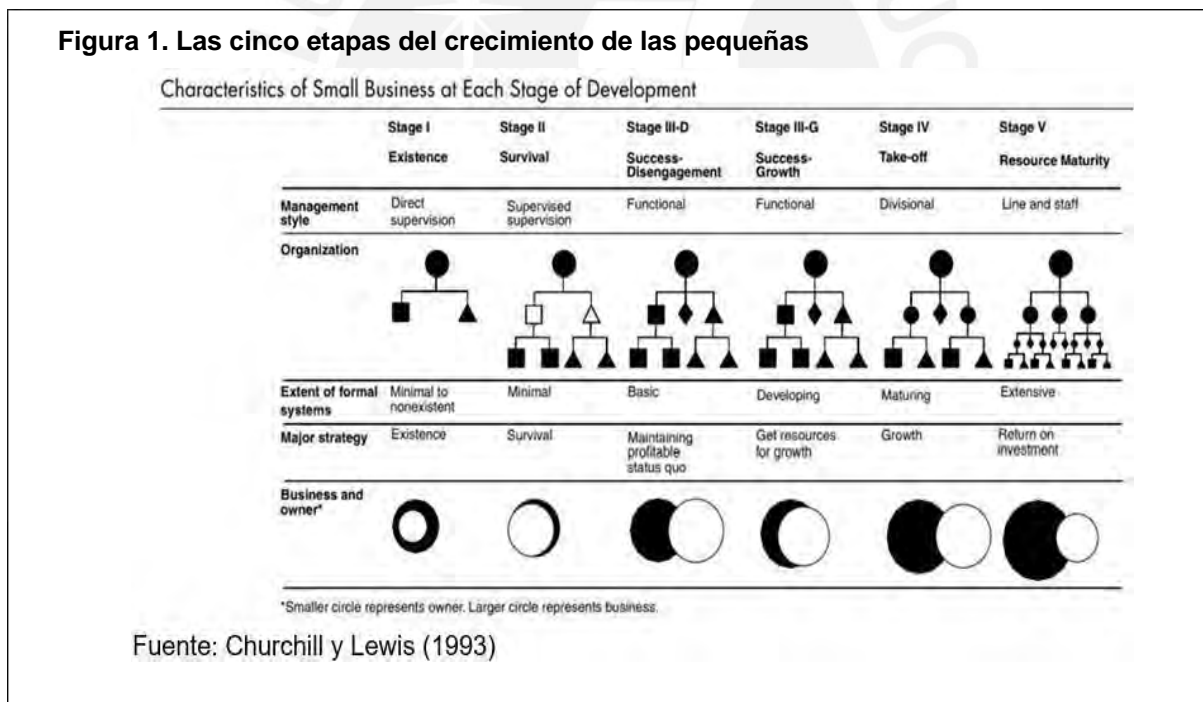 Figura 1. Las cinco etapas del crecimiento de las pequeñas
Characteristics of Small Business at Each Stage of Development
Stage I Stage II Stage III-D Stage III-G Stage IV Stage V
Existence Survival Success- Success- Take-off Resource Maturity
Disengagement Growth
Management Direct Supervised Functional Functional Divisional Line and staff
style supervision supervision
Organization
Extent of formal Minimal to Minimal Basic Developing Maturing Extensive
systems nonexistent
Major strategy Existence Survival Maintaining Get resources Growth Return on
profitable for growth investment
status quo
Business and
owner*
*Smaller circle represents owner. Larger circle represents business.
Fuente: Churchill y Lewis (1993)